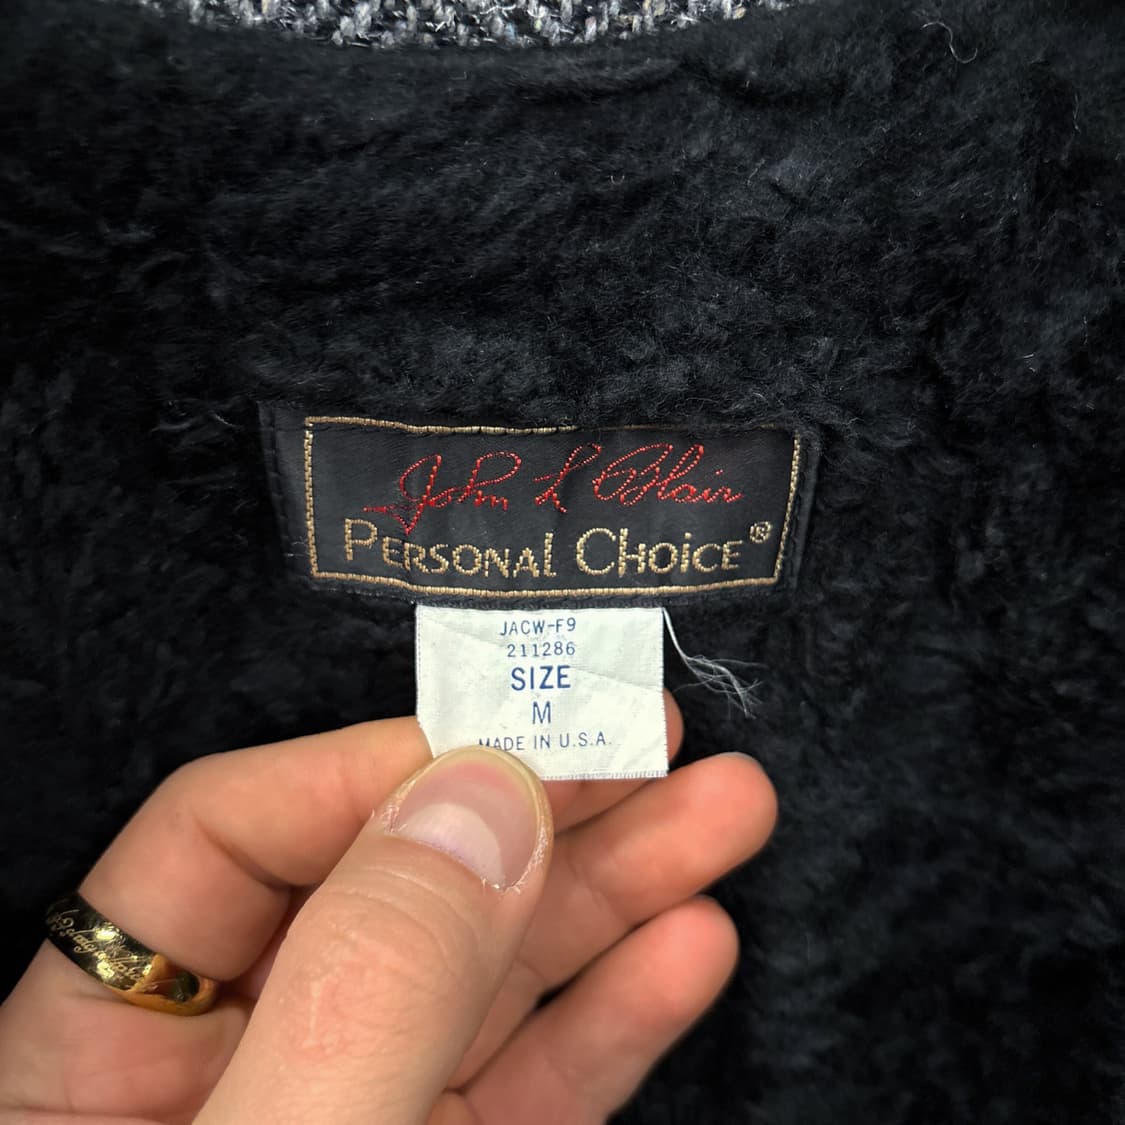 John L Blair
PERSONAL CHOICE®
JACW-F9
211286
SIZE
M
MADE IN U.S.A.